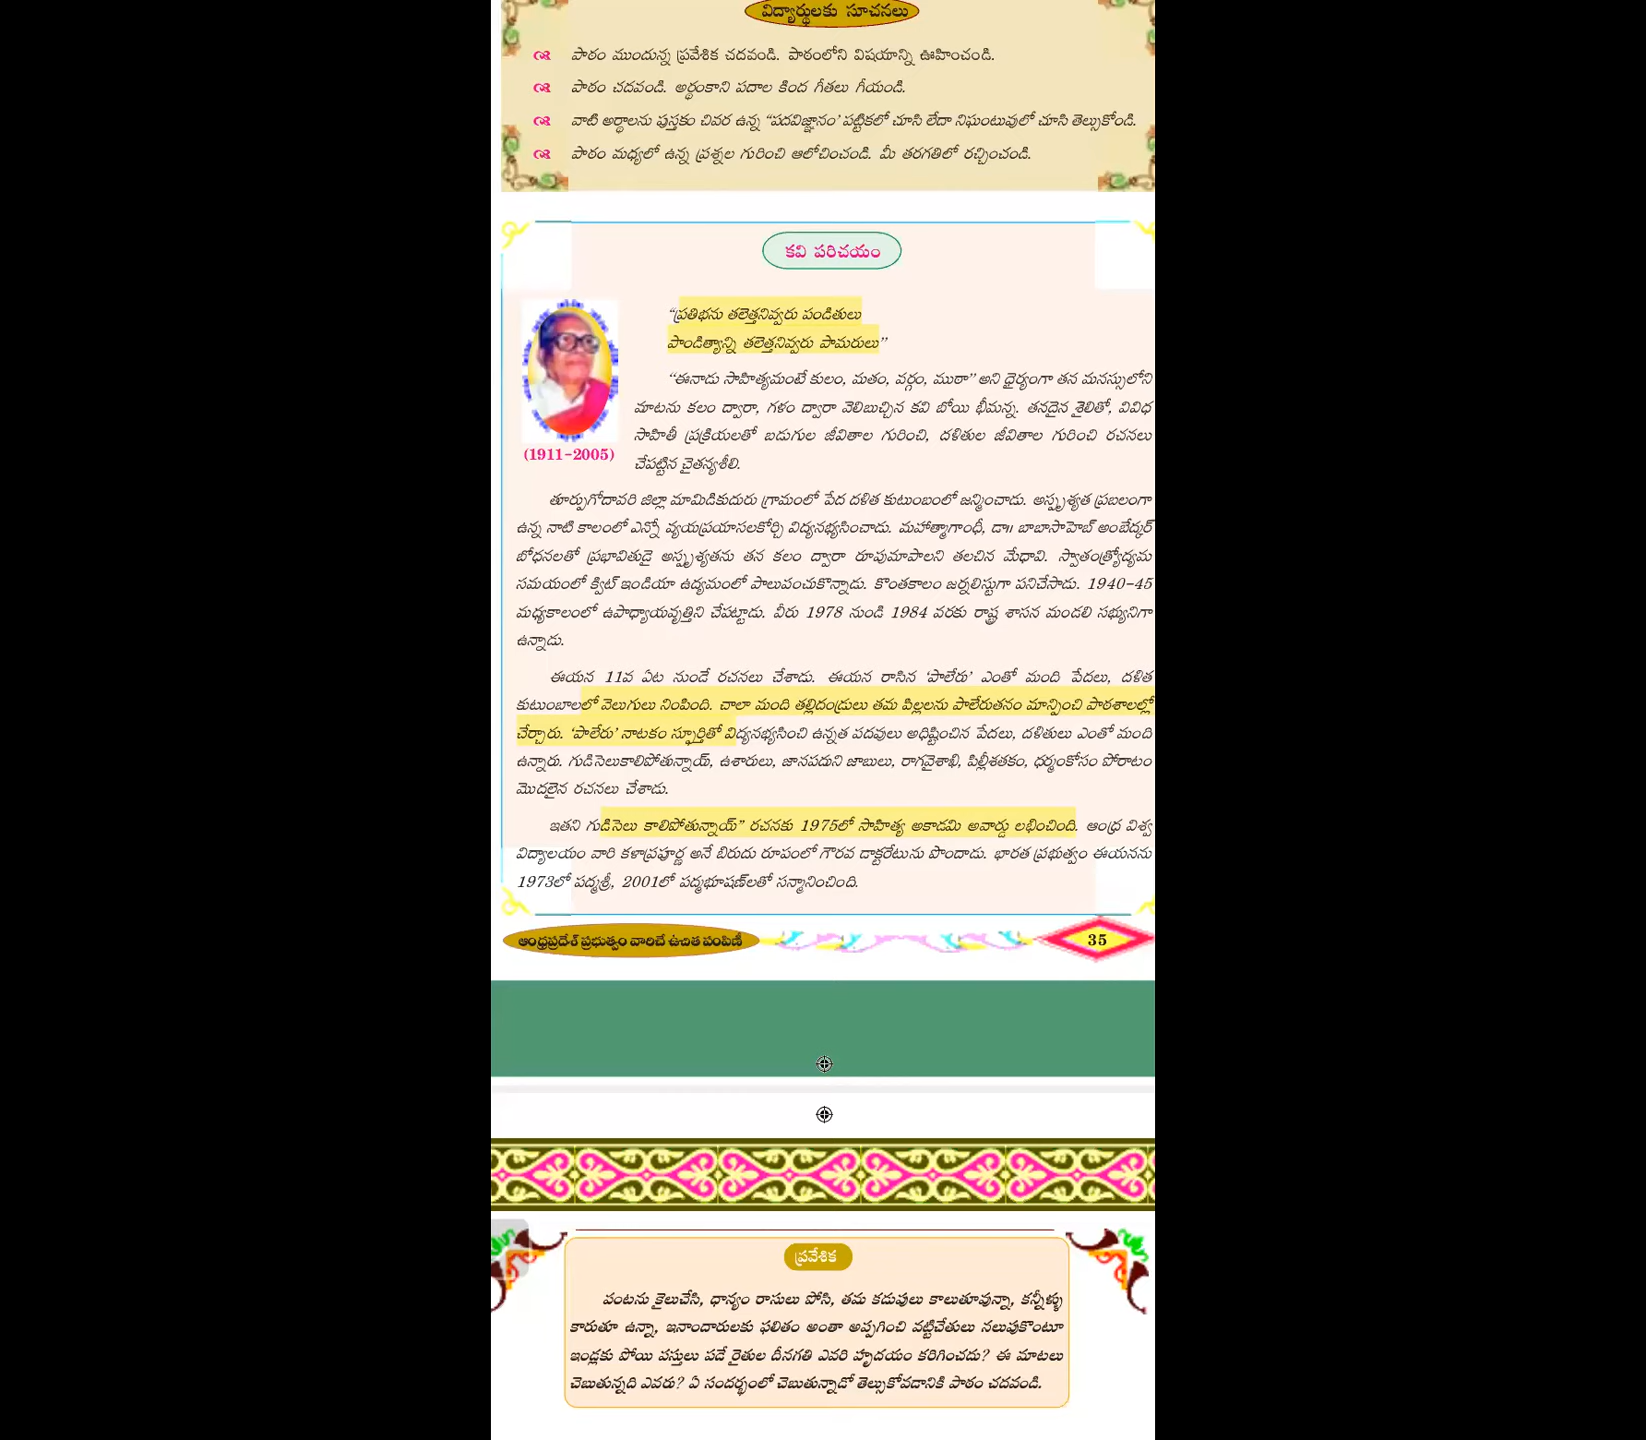 విద్యార్థులకు సూచనలు
పాఠం ముందున్న ప్రవేశిక చదవండి. పాఠంలోని విషయాన్ని ఊహించండి.
పాఠం చదవండి. అర్థంకాని పదాల కింద గీతలు గీయండి.
వాటి అర్థాలను పుస్తకం చివర ఉన్న “పదవిజ్ఞానం’ పట్టికలో చూసి లేదా నిఘంటువులో చూసి తెల్సుకోండి.
పాఠం మధ్యలో ఉన్న ప్రశ్నల గురించి ఆలోచించండి. మీ తరగతిలో రచ్చించండి.
కవి పరిచయం
“ప్రతిభను తలెత్తనివ్వరు పండితులు
పాండిత్యాన్ని తలెత్తనివ్వరు పామరులు”
“ఈనాడు సాహిత్యమంటే కులం, మతం, వర్గం, ముఠా” అని ధైర్యంగా తన మనస్సులోని
మాటను కలం ద్వారా, గళం ద్వారా వెలిబుచ్చిన కవి బోయి భీమన్న. తనదైన శైలితో, వివిధ
సాహితీ ప్రక్రియలతో బడుగుల జీవితాల గురించి, దళితుల జీవితాల గురించి రచనలు
చేపట్టిన చైతన్యశీలి.
(1911-2005)
తూర్పుగోదావరి జిల్లా మామిడికుదురు గ్రామంలో పేద దళిత కుటుంబంలో జన్మించాడు. అస్పృశ్యత ప్రబలంగా
ఉన్న నాటి కాలంలో ఎన్నో వ్యయప్రయాసలకోర్చి విద్యనభ్యసించాడు. మహాత్మాగాంధీ, డా॥ బాబాసాహెబ్ అంబేద్కర్
బోధనలతో ప్రభావితుడై అస్పృశ్యతను తన కలం ద్వారా రూపుమాపాలని తలచిన మేధావి. స్వాతంత్ర్యోద్యమ
సమయంలో క్విట్ ఇండియా ఉద్యమంలో పాలుపంచుకొన్నాడు. కొంతకాలం జర్నలిస్టుగా పనిచేసాడు. 1940-45
మధ్యకాలంలో ఉపాధ్యాయవృత్తిని చేపట్టాడు. వీరు 1978 నుండి 1984 వరకు రాష్ట్ర శాసన మండలి సభ్యునిగా
ఉన్నాడు.
ఈయన 11వ ఏట నుండే రచనలు చేశాడు. ఈయన రాసిన ‘పాలేరు’ ఎంతో మంది పేదలు, దళిత
కుటుంబాలలో వెలుగులు నింపింది. చాలా మంది తల్లిదండ్రులు తమ పిల్లలను పాలేరుతనం మాన్పించి పాఠశాలల్లో
చేర్చారు. ‘పాలేరు’ నాటకం స్ఫూర్తితో విద్యనభ్యసించి ఉన్నత పదవులు అధిష్టించిన పేదలు, దళితులు ఎంతో మంది
ఉన్నారు. గుడిసెలుకాలిపోతున్నాయ్, ఉశారులు, జానపదుని జాబులు, రాగవైశాఖి, పిల్లీశతకం, ధర్మంకోసం పోరాటం
మొదలైన రచనలు చేశాడు.
ఇతని గుడిసెలు కాలిపోతున్నాయ్” రచనకు 1975లో సాహిత్య అకాడమి అవార్డు లభించింది. ఆంధ్ర విశ్వ
విద్యాలయం వారి కళాప్రపూర్ణ అనే బిరుదు రూపంలో గౌరవ డాక్టరేటును పొందాడు. భారత ప్రభుత్వం ఈయనను
1973లో పద్మశ్రీ, 2001లో పద్మభూషణ్‌లతో సన్మానించింది.
ఆంధ్రప్రదేశ్ ప్రభుత్వం వారిచే ఉచిత పంపిణీ
35
ప్రవేశిక
పంటను కైలుచేసి, ధాన్యం రాసులు పోసి, తమ కడుపులు కాలుతూవున్నా, కన్నీళ్ళు
కారుతూ ఉన్నా, ఇనాందారులకు ఫలితం అంతా అప్పగించి వట్టిచేతులు నలుపుకొంటూ
ఇండ్లకు పోయి పస్తులు పడే రైతుల దీనగతి ఎవరి హృదయం కరిగించదు? ఈ మాటలు
చెబుతున్నది ఎవరు? ఏ సందర్భంలో చెబుతున్నాడో తెల్సుకోవడానికి పాఠం చదవండి.